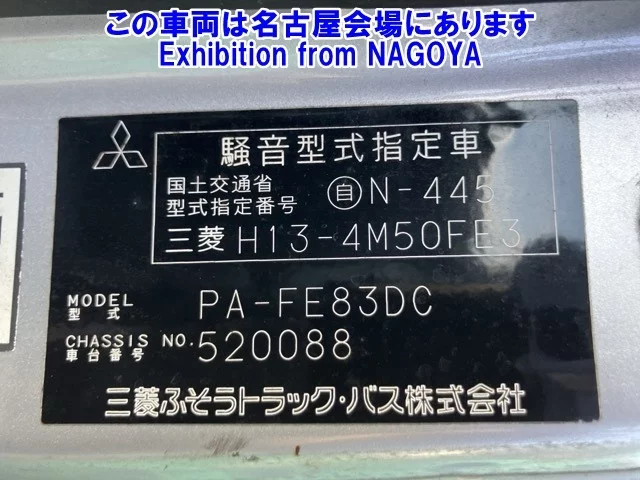 この車両は名古屋会場にあります
Exhibition from NAGOYA
騒音型式指定車
国土交通省
型式指定番号 自N-445
三菱 H13-4M50FE3
MODEL
型式 PA-FE83DC
CHASSIS NO.
車台番号 520088
三菱ふそうトラック・バス株式会社